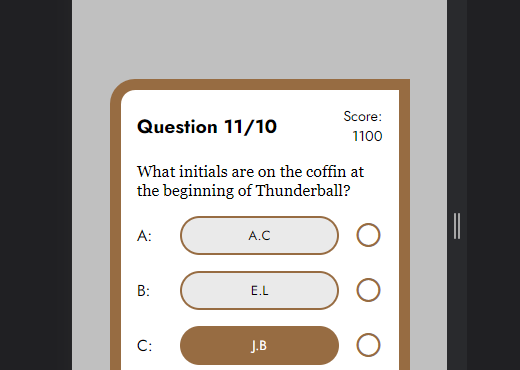 Question 11/10
Score:
1100
What initials are on the coffin at
the beginning of Thunderball?
A:
A.C
B:
E.L
C:
J.B